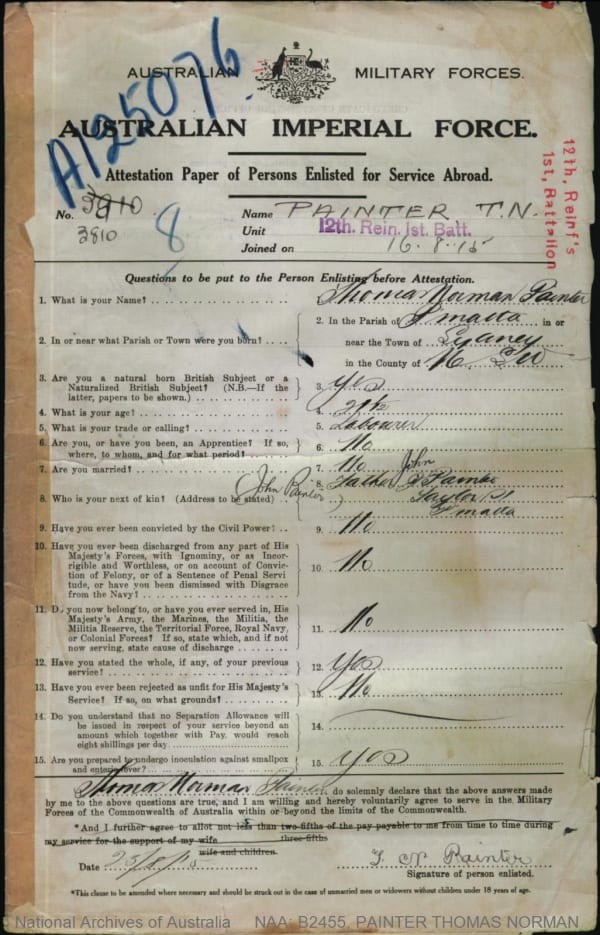 A125076
AUSTRALIAN MILITARY FORCES.
AUSTRALIAN IMPERIAL FORCE.
Attestation Paper of Persons Enlisted for Service Abroad.
12th, Reinf's
1st, Battalion
No. 3810
3810
8
Name PAINTER T.N.
Unit 12th. Rein. 1st. Batt.
Joined on 16.8.15
Questions to be put to the Person Enlisting before Attestation.
1. What is your Name? Thomas Norman Painter
2. In or near what Parish or Town were you born?
2. In the Parish of P'matta in or
near the Town of Sydney
in the County of N. S W
3. Are you a natural born British Subject or a
Naturalized British Subject? (N.B.—If the
latter, papers to be shown.)
3. Yes
4. What is your age? 4.
5. What is your trade or calling? 5. Labourer
6. Are you, or have you been, an Apprentice? If so,
where, to whom, and for what period?
6. No
7. Are you married? 7. No
8. Who is your next of kin? (Address to be stated) (John Painter)
8. Father John
P'matta
9. Have you ever been convicted by the Civil Power? 9. No
10. Have you ever been discharged from any part of His
Majesty's Forces, with Ignominy, or as Incor-
rigible and Worthless, or on account of Convic-
tion of Felony, or of a Sentence of Penal Servi
tude, or have you been dismissed with Disgrace
from the Navy?
10. No
11. Do you now belong to, or have you ever served in, His
Majesty's Army, the Marines, the Militia, the
Militia Reserve, the Territorial Force, Royal Navy,
or Colonial Forces? If so, state which, and if not
now serving, state cause of discharge
11. No
12. Have you stated the whole, if any, of your previous
service?
12. Yes
13. Have you ever been rejected as unfit for His Majesty's
Service? If so, on what grounds?
13. No
14. Do you understand that no Separation Allowance will
be issued in respect of your service beyond an
amount which together with Pay, would reach
eight shillings per day
14.
15. Are you prepared to undergo inoculation against smallpox
and enteric fever?
15. Yes
I, Thomas Norman Painter do solemnly declare that the above answers made
by me to the above questions are true, and I am willing and hereby voluntarily agree to serve in the Military
Forces of the Commonwealth of Australia within or beyond the limits of the Commonwealth.
*And I further agree to allot not less than two-fifths of the pay payable to me from time to time during
three-fifths
my service for the support of my wife
wife and children.
Date 25/8/15
T. N Painter
Signature of person enlisted.
*This clause to be amended where necessary and should be struck out in the case of unmarried men or widowers without children under 18 years of age.
National Archives of Australia NAA: B2455, PAINTER THOMAS NORMAN